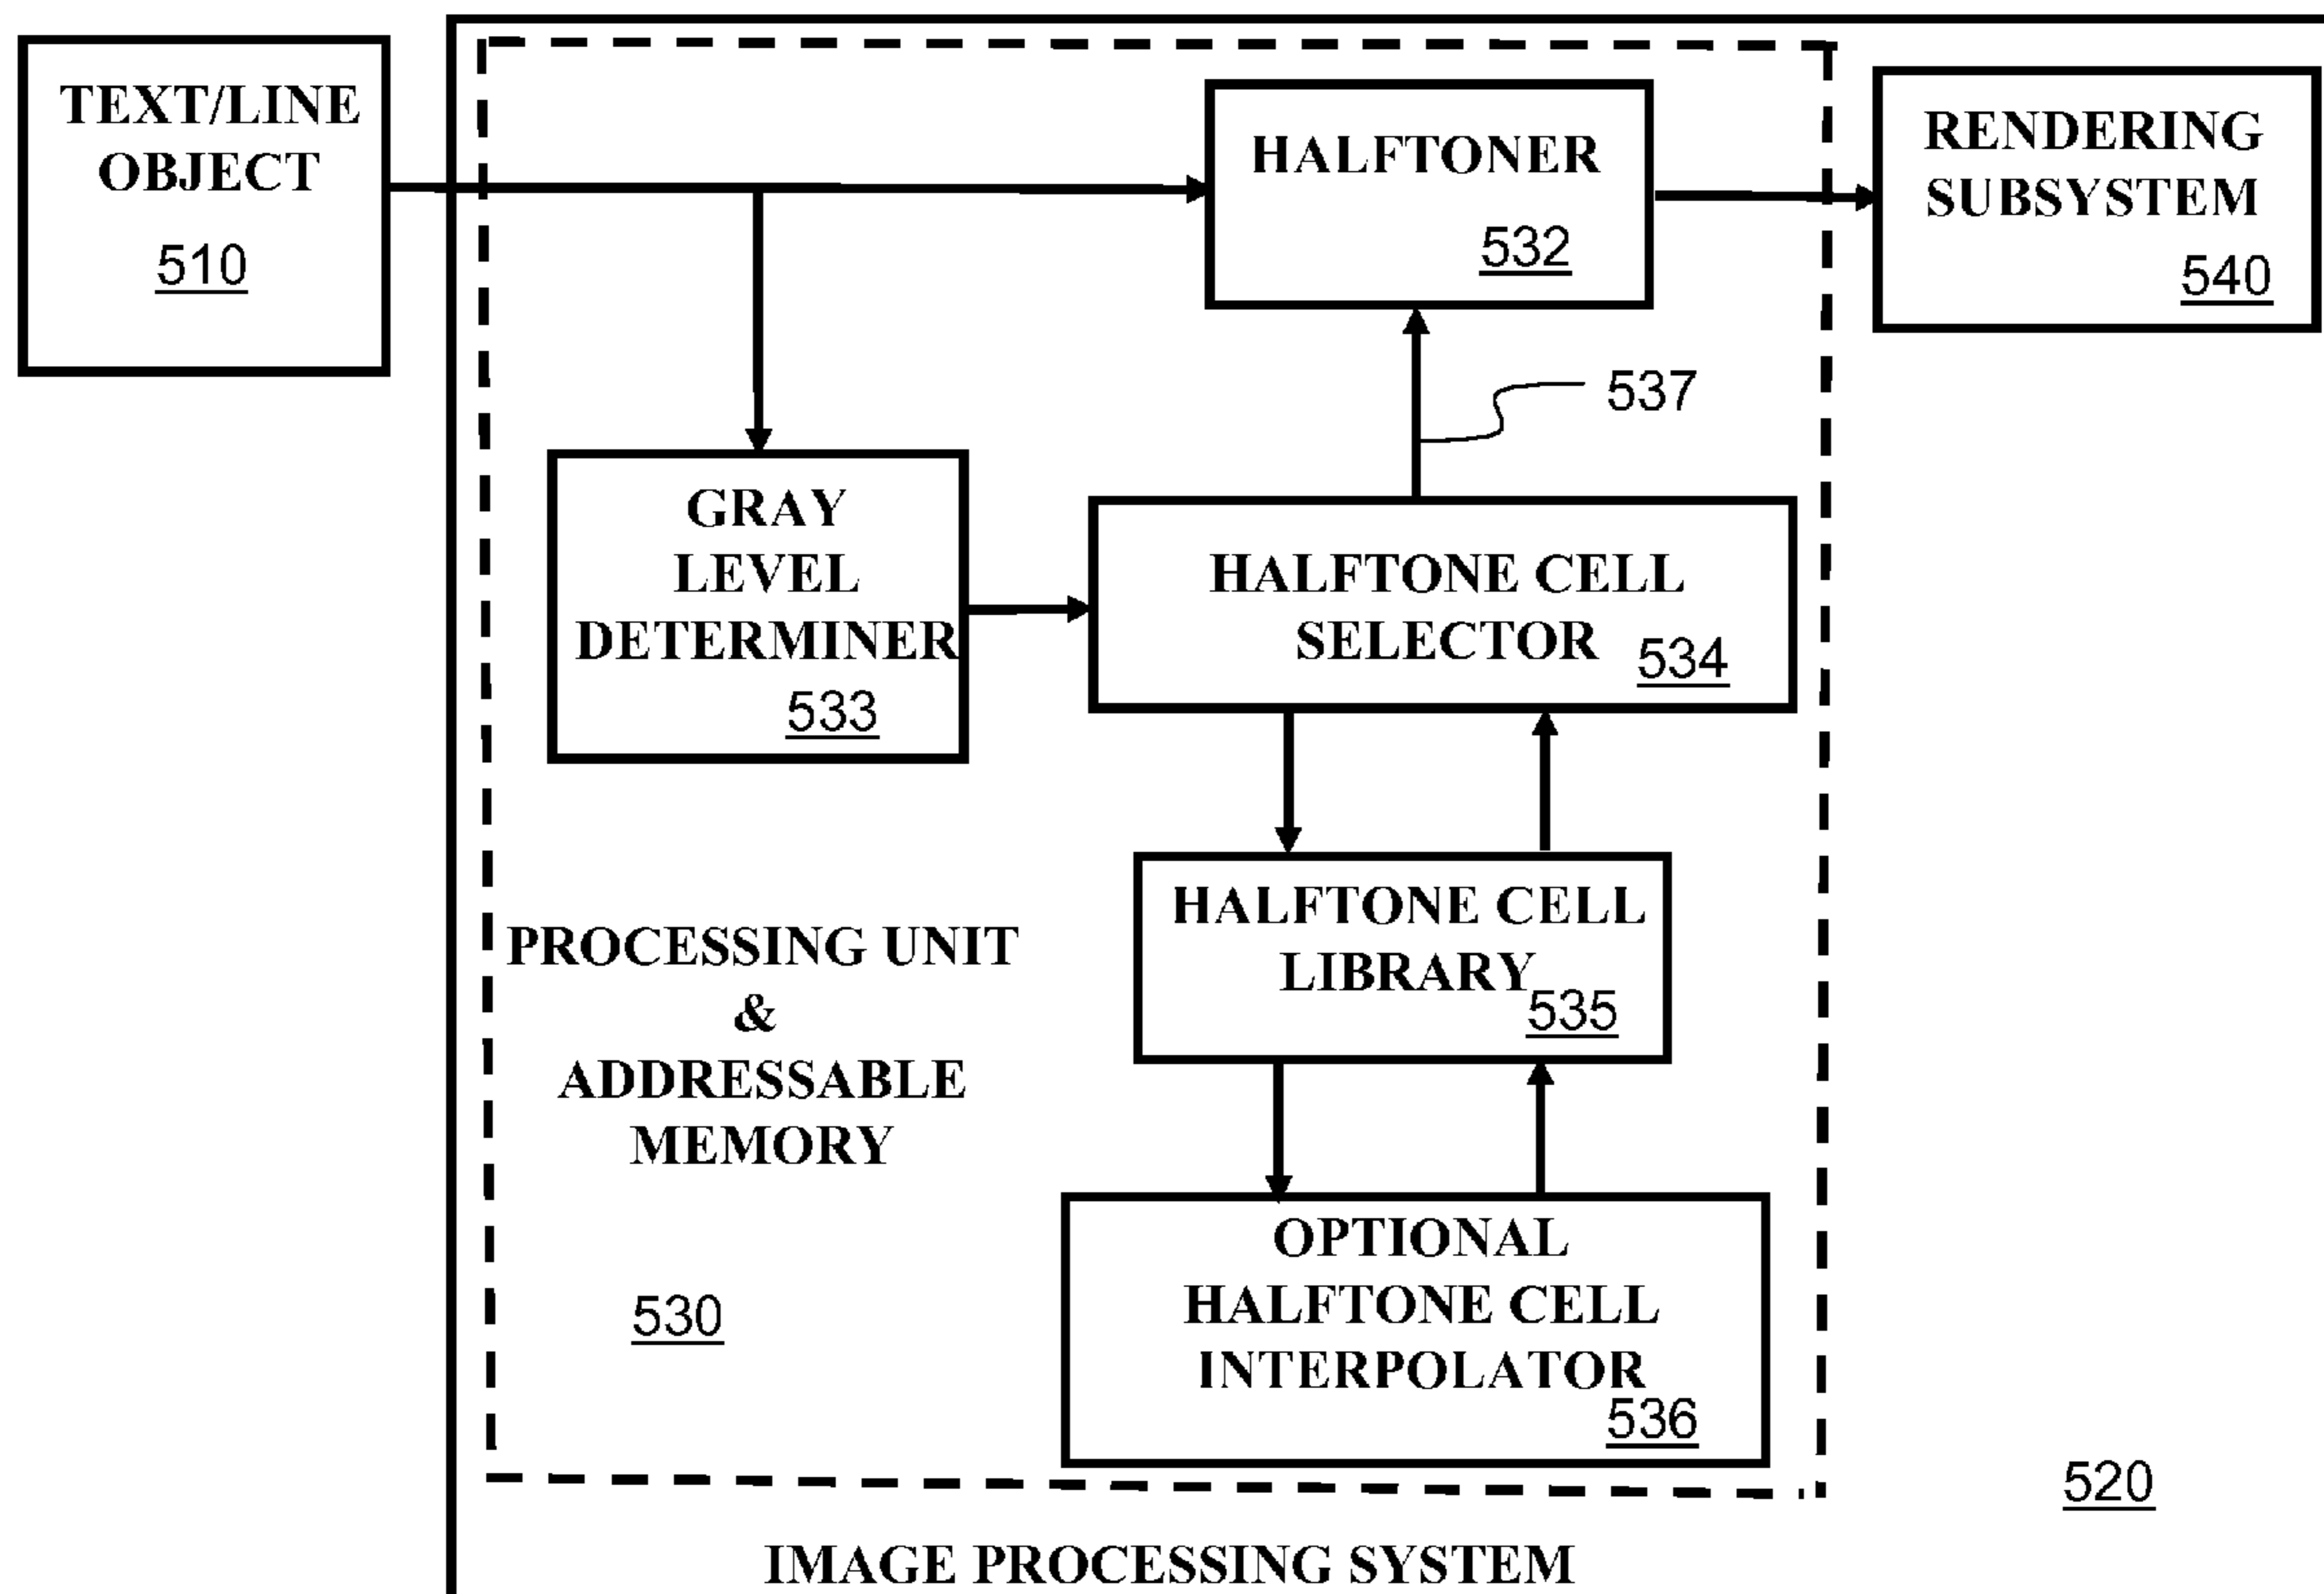 TEXT/LINE
OBJECT
510
HALFTONER
532
RENDERING
SUBSYSTEM
540
537
GRAY
LEVEL
DETERMINER
533
HALFTONE CELL
SELECTOR
534
HALFTONE CELL
LIBRARY
535
PROCESSING UNIT
&
ADDRESSABLE
MEMORY
530
OPTIONAL
HALFTONE CELL
INTERPOLATOR
536
520
IMAGE PROCESSING SYSTEM